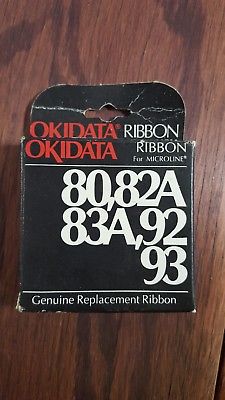 OKIDATA® RIBBON
OKIDATA RIBBON
For MICROLINE®
80,82A
83A,92
93
Genuine Replacement Ribbon